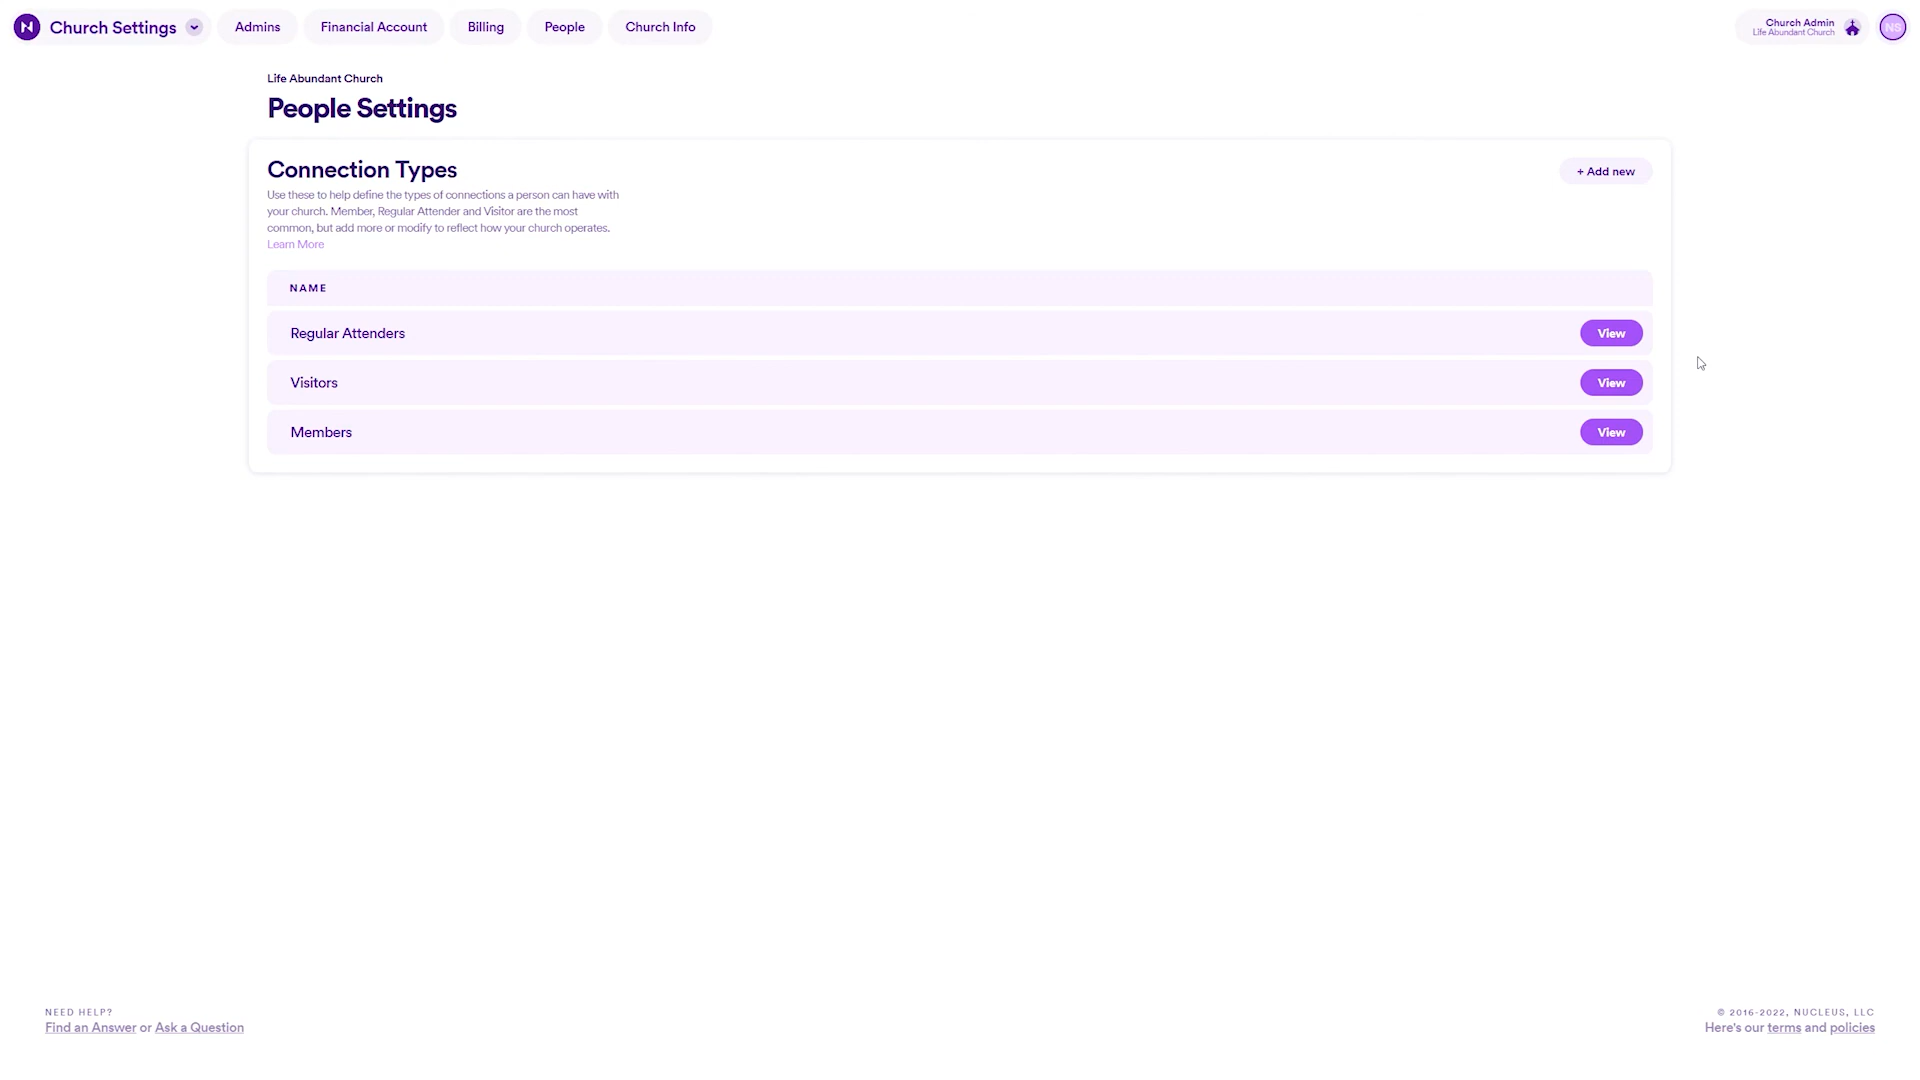 Church Settings Admins Financial Account Billing People Church Info
Church Admin
Life Abundant Church
NS
Life Abundant Church
People Settings
Connection Types
+ Add new
Use these to help define the types of connections a person can have with
your church. Member, Regular Attender and Visitor are the most
common, but add more or modify to reflect how your church operates.
Learn More
NAME
Regular Attenders View
Visitors View
Members View
NEED HELP?
Find an Answer or Ask a Question
© 2016-2022, NUCLEUS, LLC
Here's our terms and policies